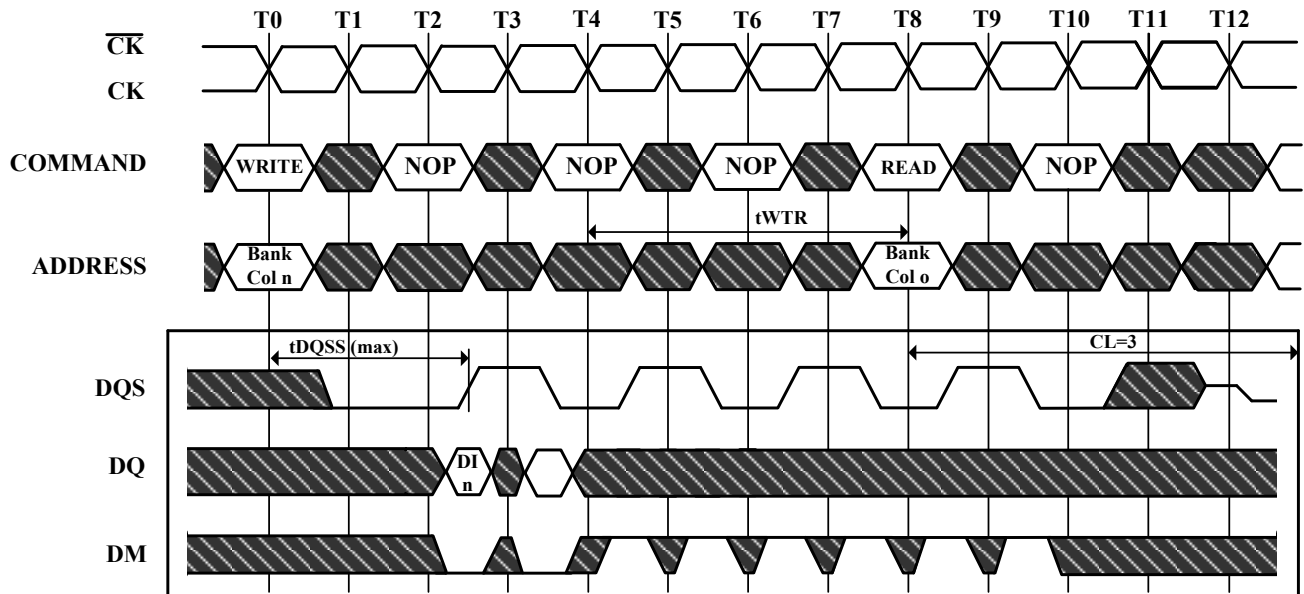 T0 T1 T2 T3 T4 T5 T6 T7 T8 T9 T10 T11 T12
CK
CK
COMMAND WRITE NOP NOP NOP READ NOP
tWTR
ADDRESS Bank Col n Bank Col o
tDQSS (max) CL=3
DQS
DQ DI n
DM